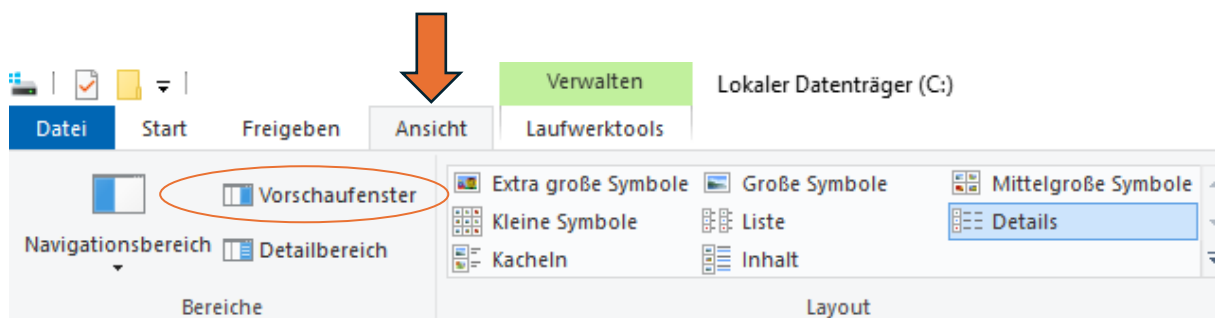 Verwalten
Lokaler Datenträger (C:)
Datei Start Freigeben Ansicht Laufwerktools
Vorschaufenster
Navigationsbereich
Detailbereich
Bereiche
Extra große Symbole Große Symbole Mittelgroße Symbole
Kleine Symbole Liste Details
Kacheln Inhalt
Layout